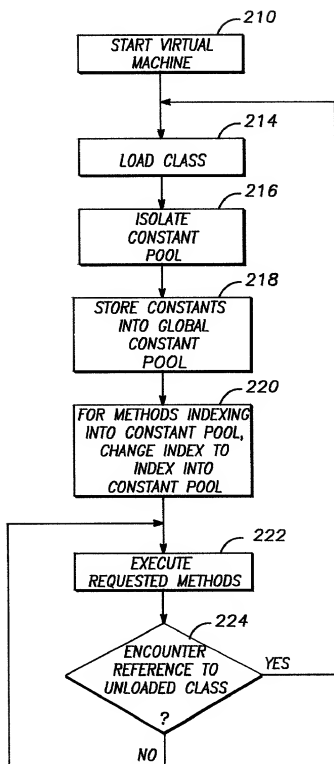 210
START VIRTUAL
MACHINE
214
LOAD CLASS
216
ISOLATE
CONSTANT
POOL
218
STORE CONSTANTS
INTO GLOBAL
CONSTANT
POOL
220
FOR METHODS INDEXING
INTO CONSTANT POOL,
CHANGE INDEX TO
INDEX INTO
CONSTANT POOL
222
EXECUTE
REQUESTED METHODS
224
ENCOUNTER
REFERENCE TO
UNLOADED CLASS
?
YES
NO